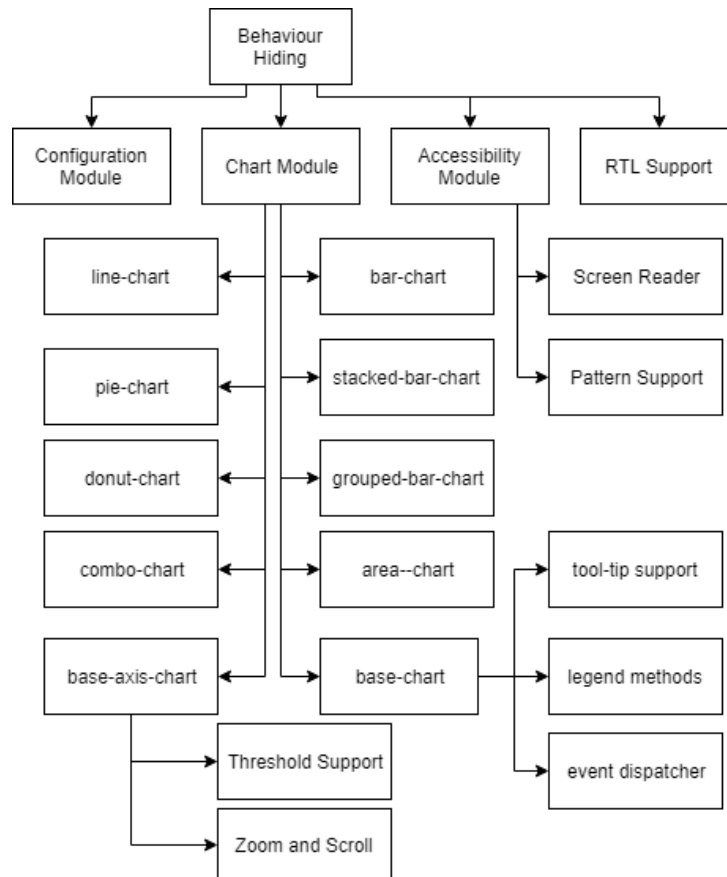 Behaviour
Hiding
Configuration
Module
Chart Module
Accessibility
Module
RTL Support
line-chart
bar-chart
Screen Reader
pie-chart
stacked-bar-chart
Pattern Support
donut-chart
grouped-bar-chart
combo-chart
area--chart
tool-tip support
base-axis-chart
base-chart
legend methods
Threshold Support
event dispatcher
Zoom and Scroll